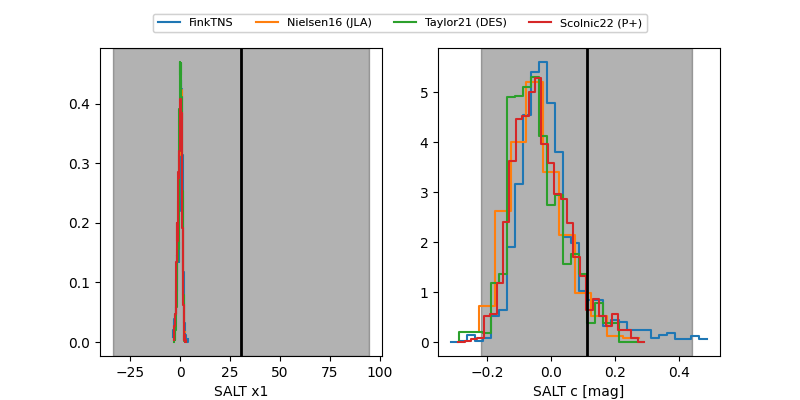 FinkTNS Nielsen16 (JLA) Taylor21 (DES) Scolnic22 (P+)
0.4
0.3
0.2
0.1
0.0
−25 0 25 50 75 100
SALT x1
5
4
3
2
1
0
−0.2 0.0 0.2 0.4
SALT c [mag]